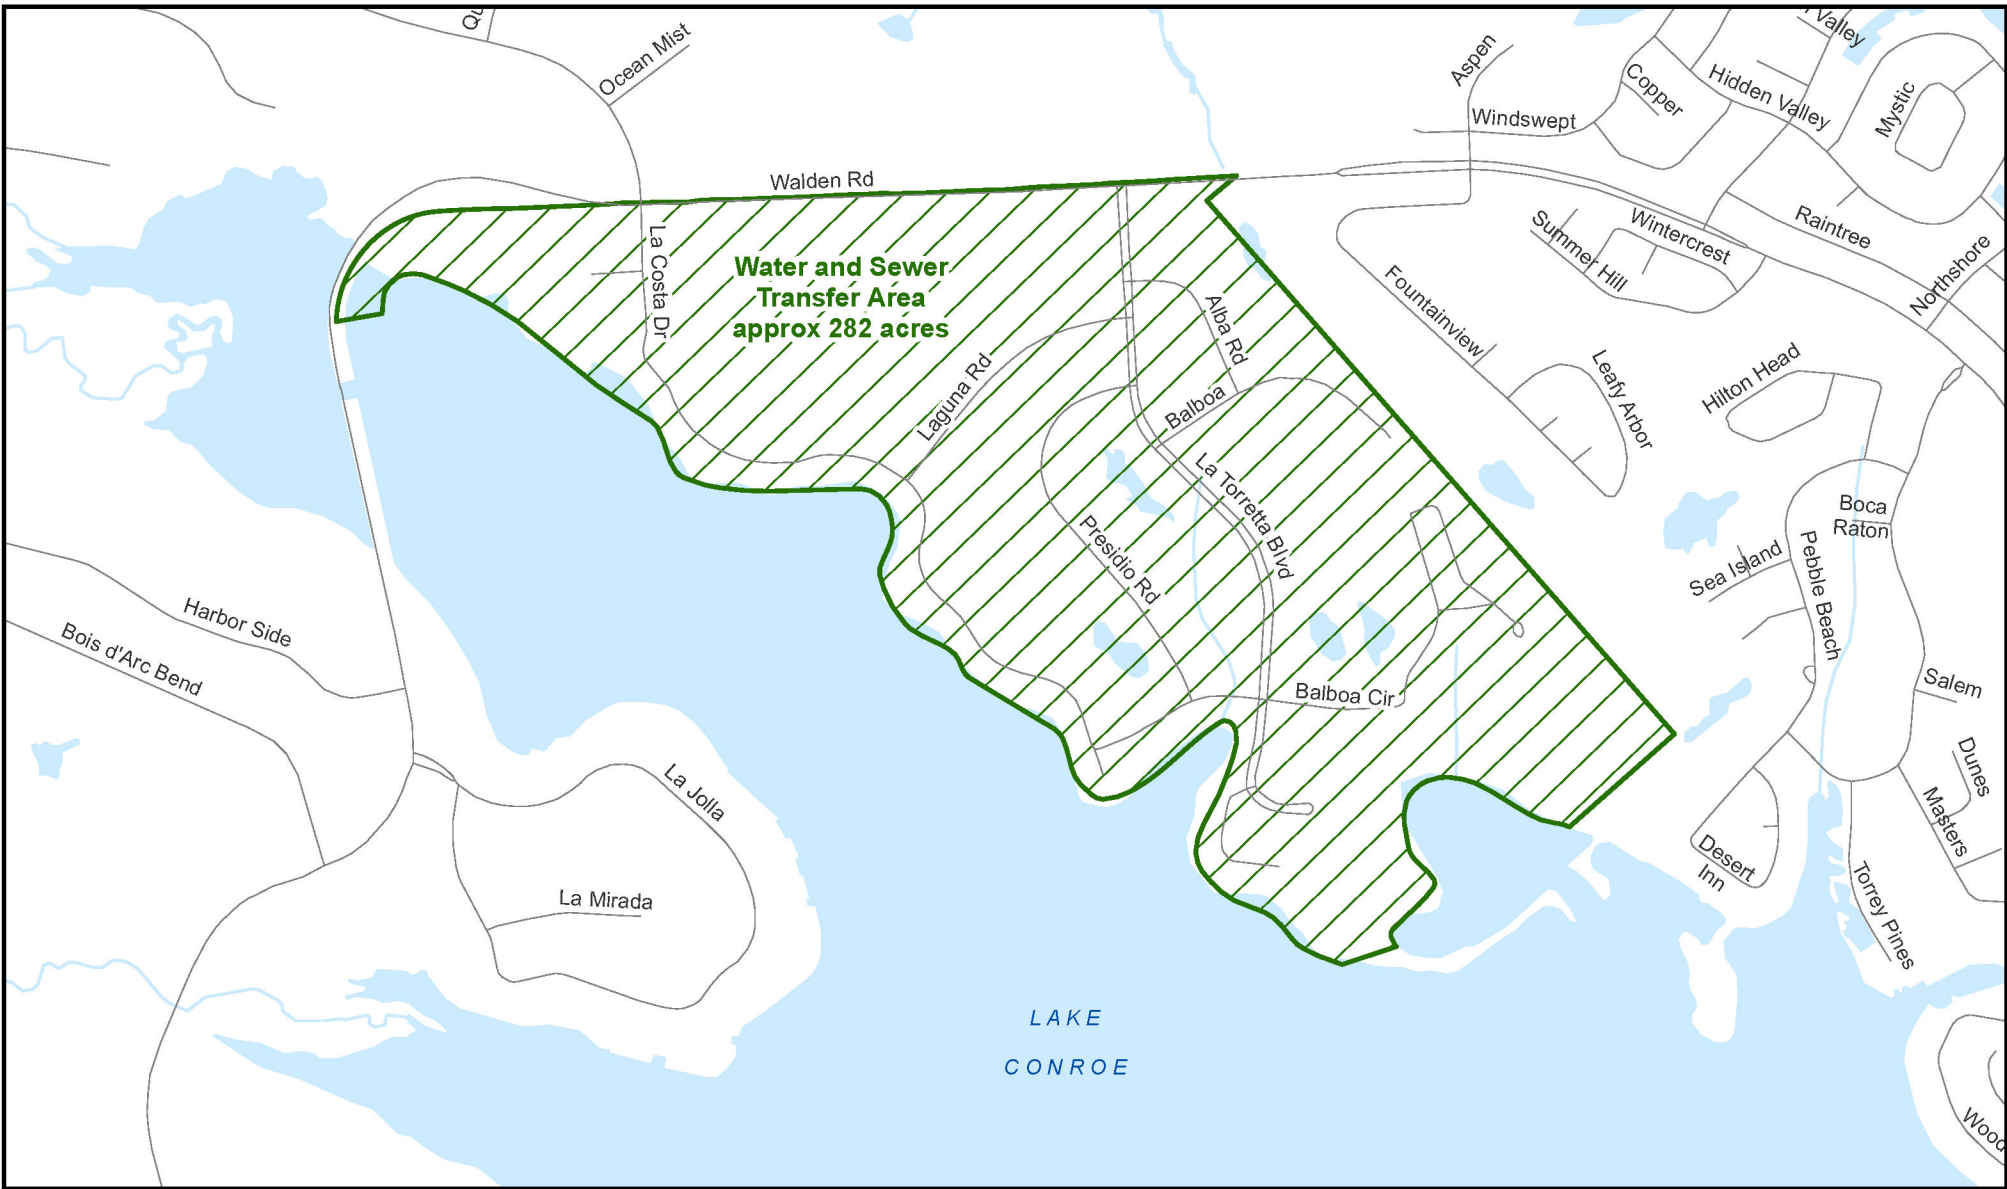 Qu
Ocean Mist
Aspen
Valley
Copper
Hidden Valley
Mystic
Windswept
Walden Rd
Raintree
Wintercrest
Summer Hill
Northshore
La Costa Dr
Water and Sewer
Transfer Area
approx 282 acres
Alba Rd
Fountainview
Laguna Rd
Balboa
Leafy Arbor
Hilton Head
La Torretta Blvd
Boca
Raton
Presidio Rd
Sea Island
Pebble Beach
Harbor Side
Bois d'Arc Bend
Balboa Cir
Salem
Dunes
La Jolla
Masters
Desert
Inn
Torrey Pines
La Mirada
LAKE
CONROE
Wood